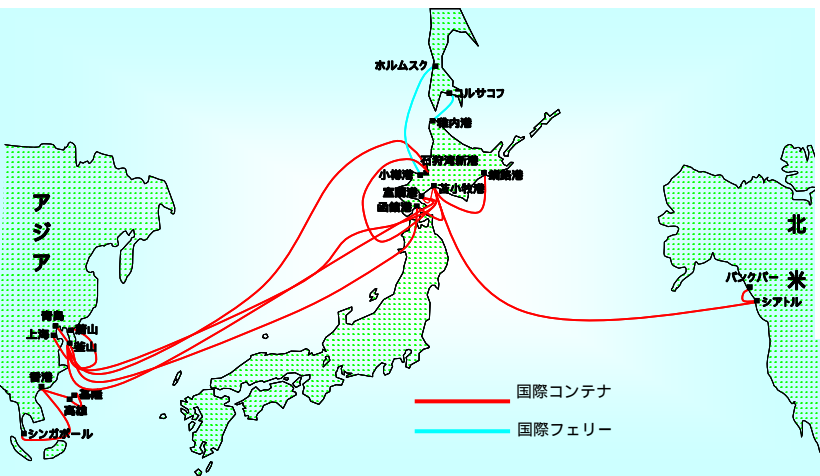 ホルムスク
コルサコフ
稚内港
石狩湾新港
小樽港
釧路港
室蘭港
苫小牧港
函館港
アジア
北米
バンクバー
シアトル
青島
上海
釜山
香港
基隆
高雄
シンガポール
国際コンテナ
国際フェリー